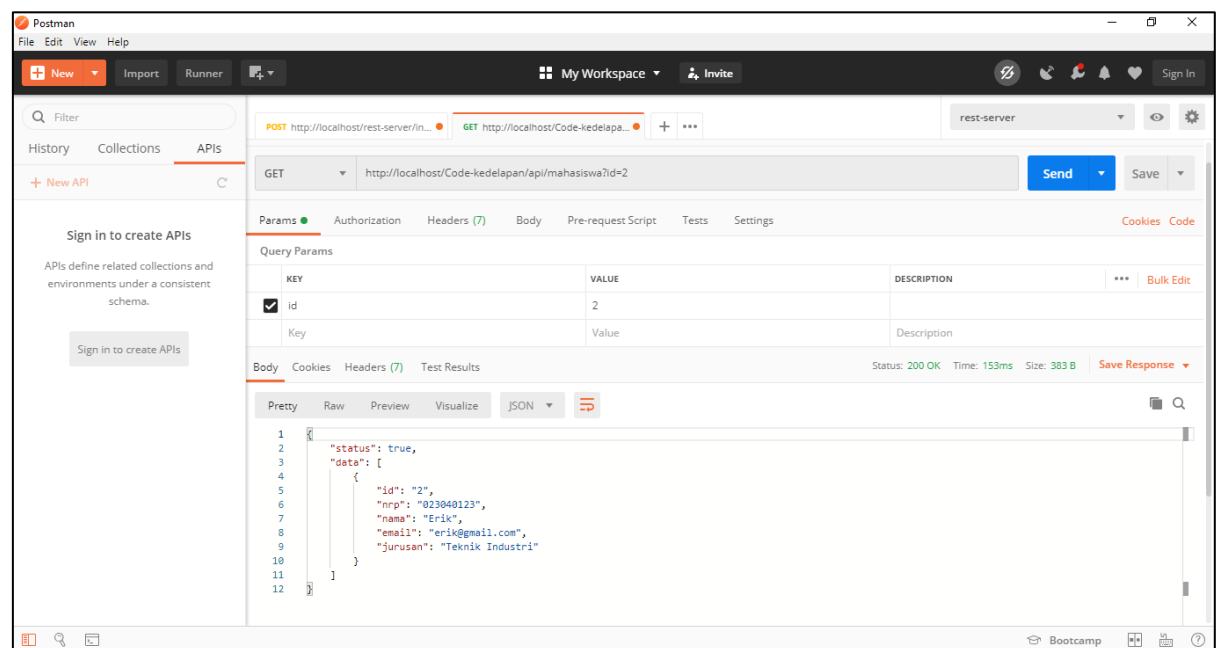 Postman
File Edit View Help
New Import Runner My Workspace Invite Sign In
Filter
History Collections APIs
+ New API
Sign in to create APIs
APIs define related collections and
environments under a consistent
schema.
Sign in to create APIs
POST http://localhost/rest-server/in... GET http://localhost/Code-kedelapa... + ... rest-server
GET http://localhost/Code-kedelapan/api/mahasiswa?id=2 Send Save
Params Authorization Headers (7) Body Pre-request Script Tests Settings Cookies Code
Query Params
KEY VALUE DESCRIPTION ... Bulk Edit
id 2
Key Value Description
Body Cookies Headers (7) Test Results Status: 200 OK Time: 153ms Size: 383 B Save Response
Pretty Raw Preview Visualize JSON
1 {
2 "status": true,
3 "data": [
4 {
5 "id": "2",
6 "nrp": "023040123",
7 "nama": "Erik",
8 "email": "erik@gmail.com",
9 "jurusan": "Teknik Industri"
10 }
11 ]
12 }
Bootcamp